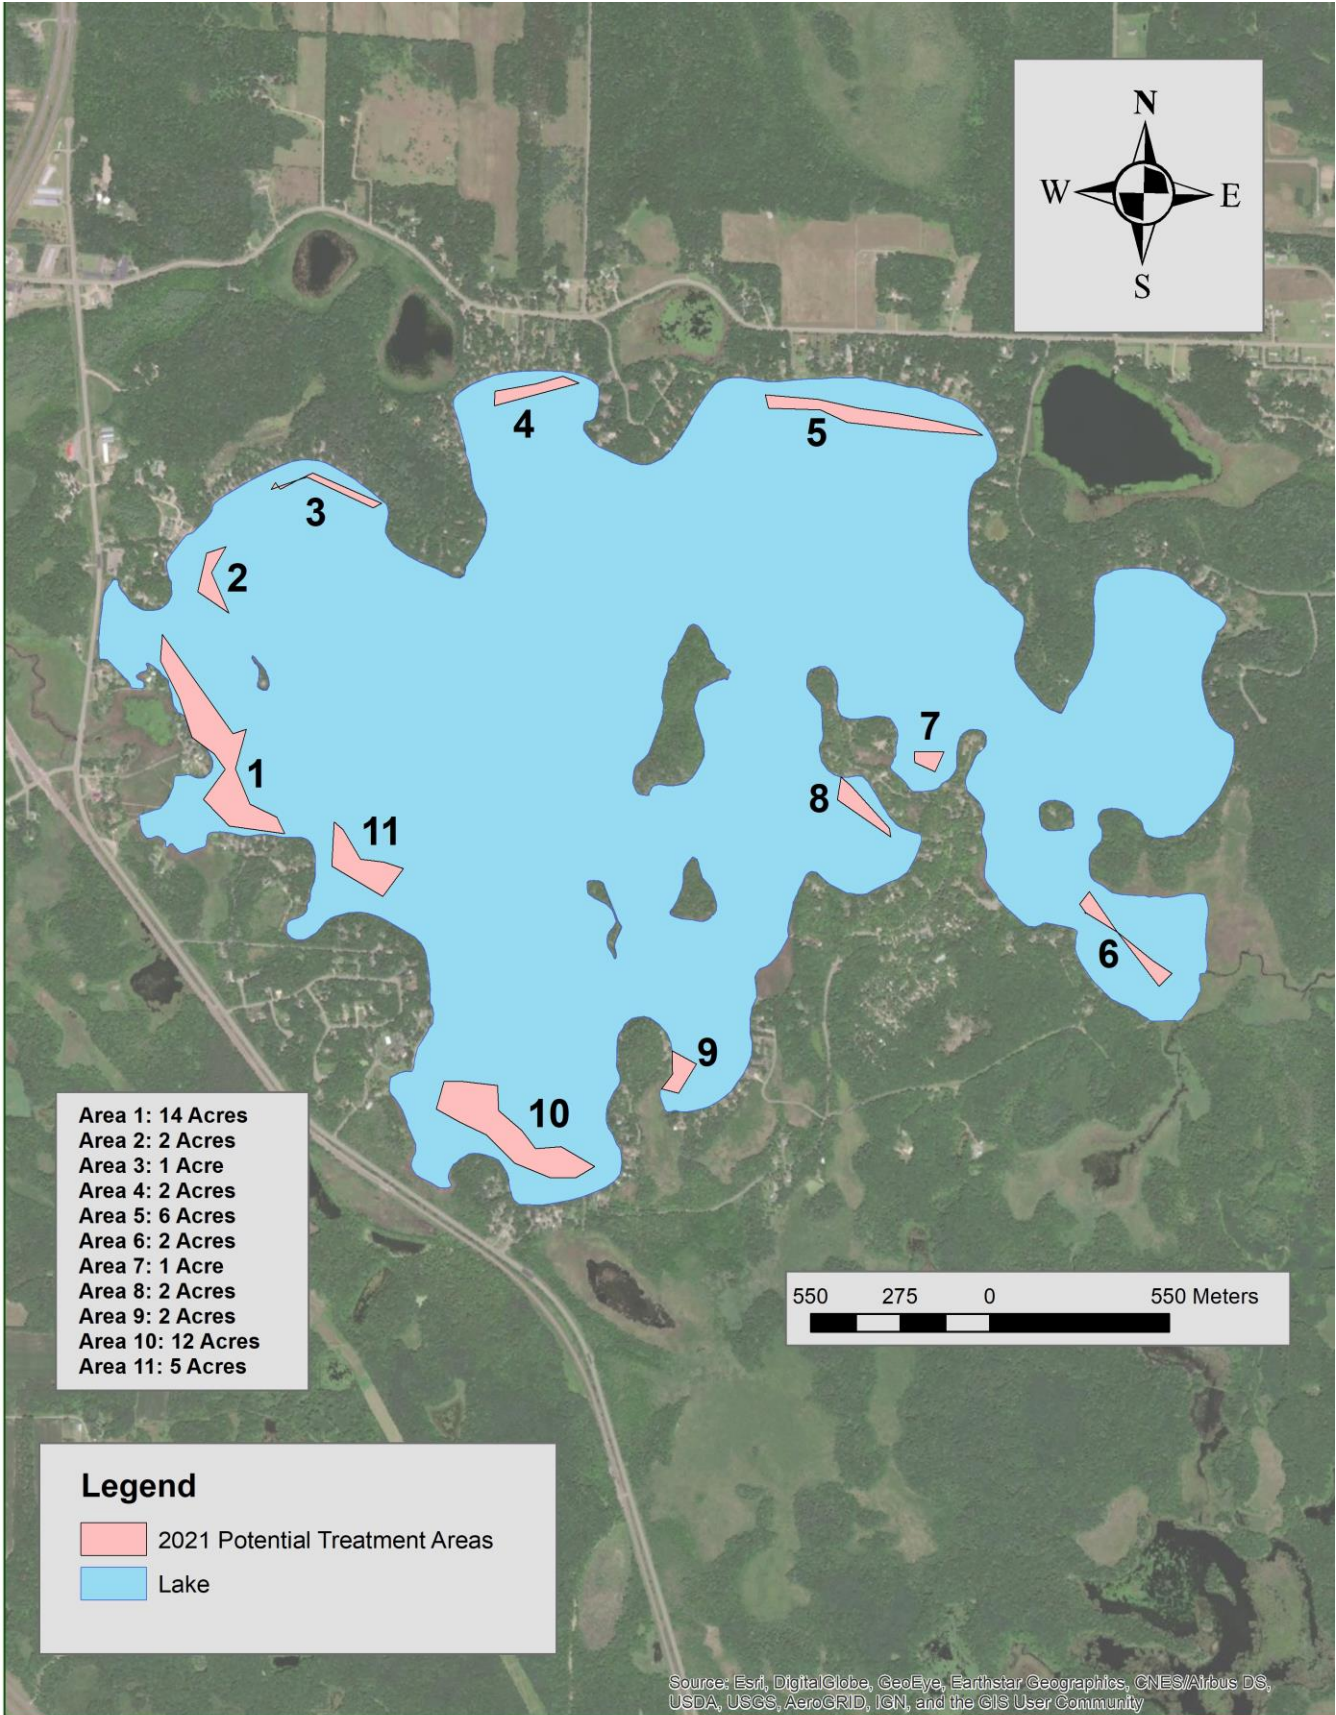 N
W
E
S
4
5
3
2
7
1
8
11
6
9
10
Area 1: 14 Acres
Area 2: 2 Acres
Area 3: 1 Acre
Area 4: 2 Acres
Area 5: 6 Acres
Area 6: 2 Acres
Area 7: 1 Acre
Area 8: 2 Acres
Area 9: 2 Acres
Area 10: 12 Acres
Area 11: 5 Acres
550 275 0 550 Meters
Legend
2021 Potential Treatment Areas
Lake
Source: Esri, DigitalGlobe, GeoEye, Earthstar Geographics, CNES/Airbus DS,
USDA, USGS, AeroGRID, IGN, and the GIS User Community